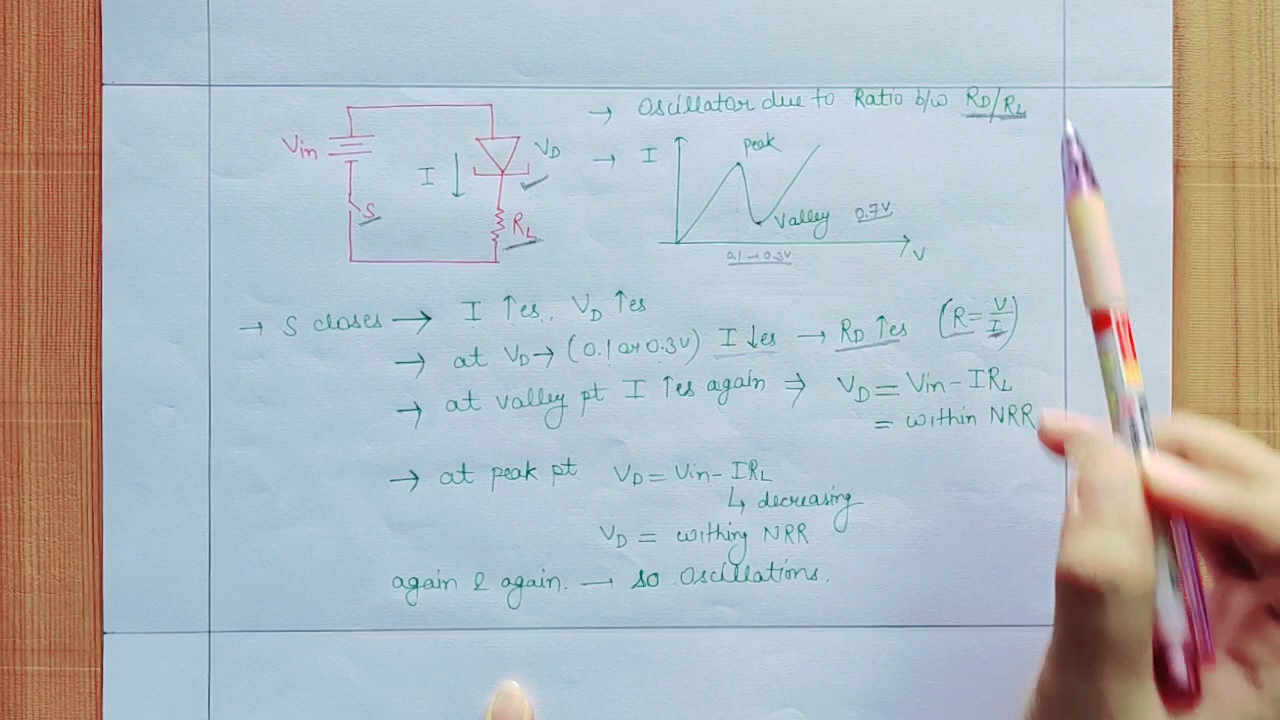 → Oscillator due to Ratio b/w RD/RL
Vin
I ↓
VD
S
RL
→ I
peak
Valley 0.7V
0.1 → 0.3V
V
→ S closes → I ↑es, VD ↑es
→ at VD → (0.1 or 0.3V) I ↓es → RD ↑es (R = V/I)
→ at valley pt I ↑es again ⇒ VD = Vin - IRL
= within NRR
→ at peak pt VD = Vin - IRL
↳ decreasing
VD = withing NRR
again & again. → so Oscillations.